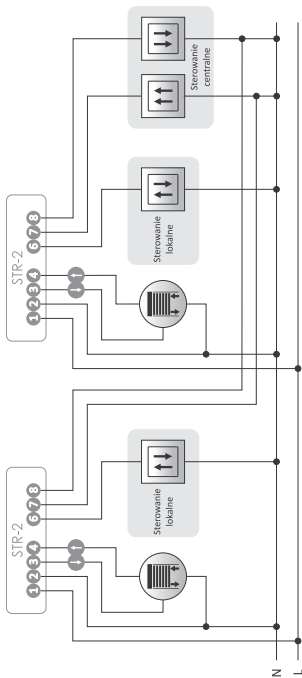 STR-2
1 2 3 4 6 7 8
Sterowanie
lokalne
STR-2
1 2 3 4 6 7 8
Sterowanie
lokalne
Sterowanie
centralne
N
L